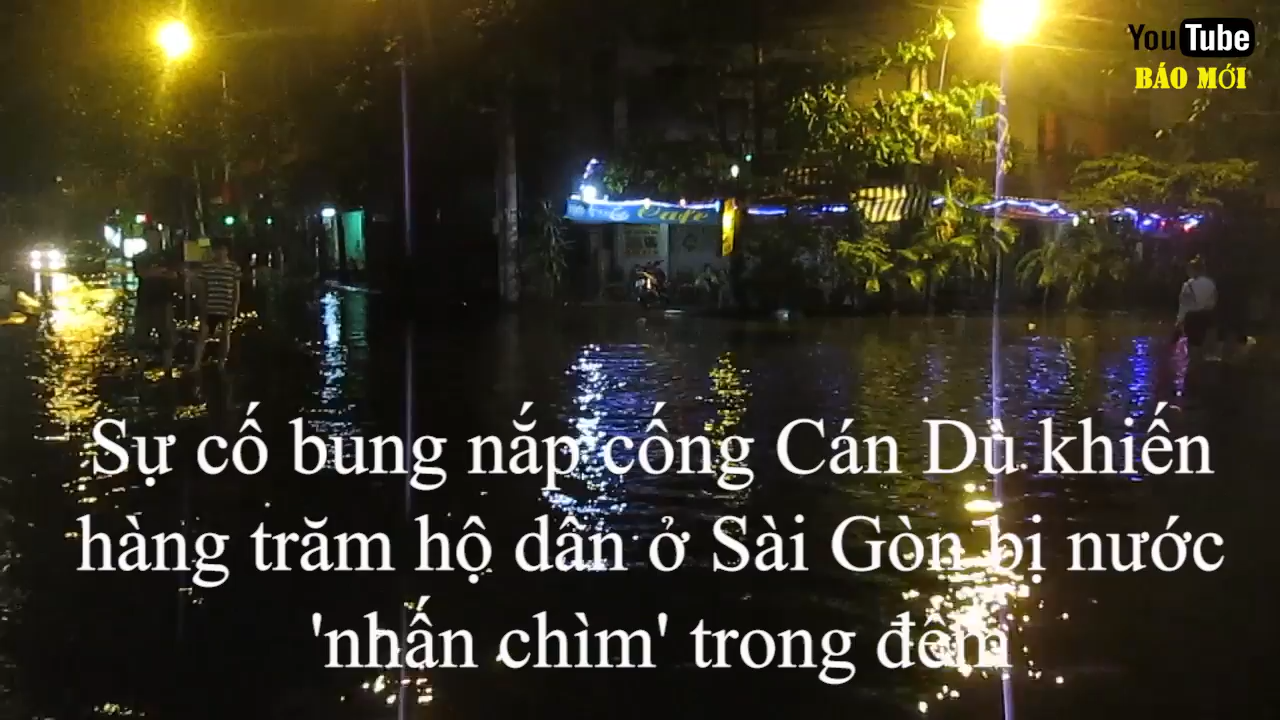 YouTube
BÁO MỚI
Cafe
Sự cố bung nắp cống Cán Dù khiến
hàng trăm hộ dân ở Sài Gòn bị nước
'nhấn chìm' trong đêm